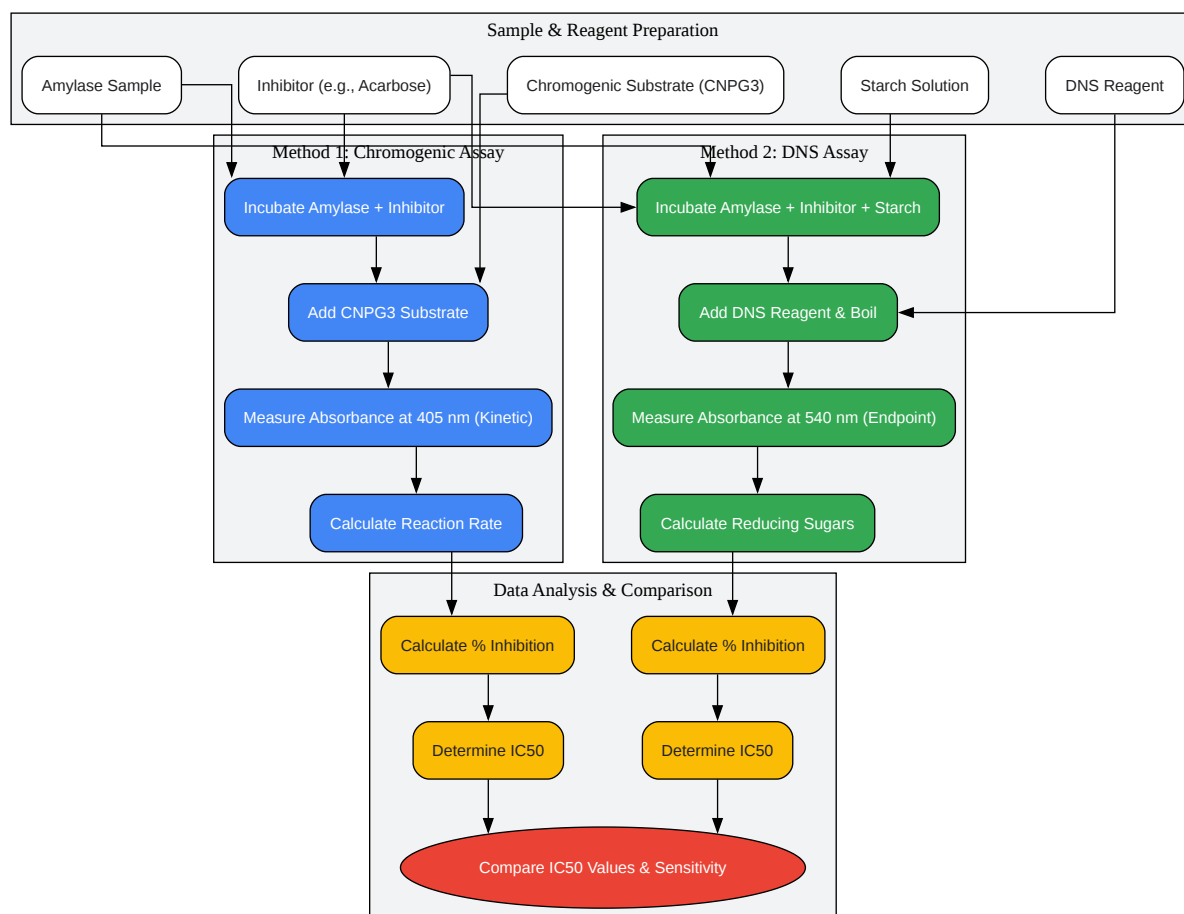 Sample & Reagent Preparation
Amylase Sample
Inhibitor (e.g., Acarbose)
Chromogenic Substrate (CNPG3)
Starch Solution
DNS Reagent
Method 1: Chromogenic Assay
Method 2: DNS Assay
Incubate Amylase + Inhibitor
Incubate Amylase + Inhibitor + Starch
Add CNPG3 Substrate
Add DNS Reagent & Boil
Measure Absorbance at 405 nm (Kinetic)
Measure Absorbance at 540 nm (Endpoint)
Calculate Reaction Rate
Calculate Reducing Sugars
Data Analysis & Comparison
Calculate % Inhibition
Calculate % Inhibition
Determine IC50
Determine IC50
Compare IC50 Values & Sensitivity